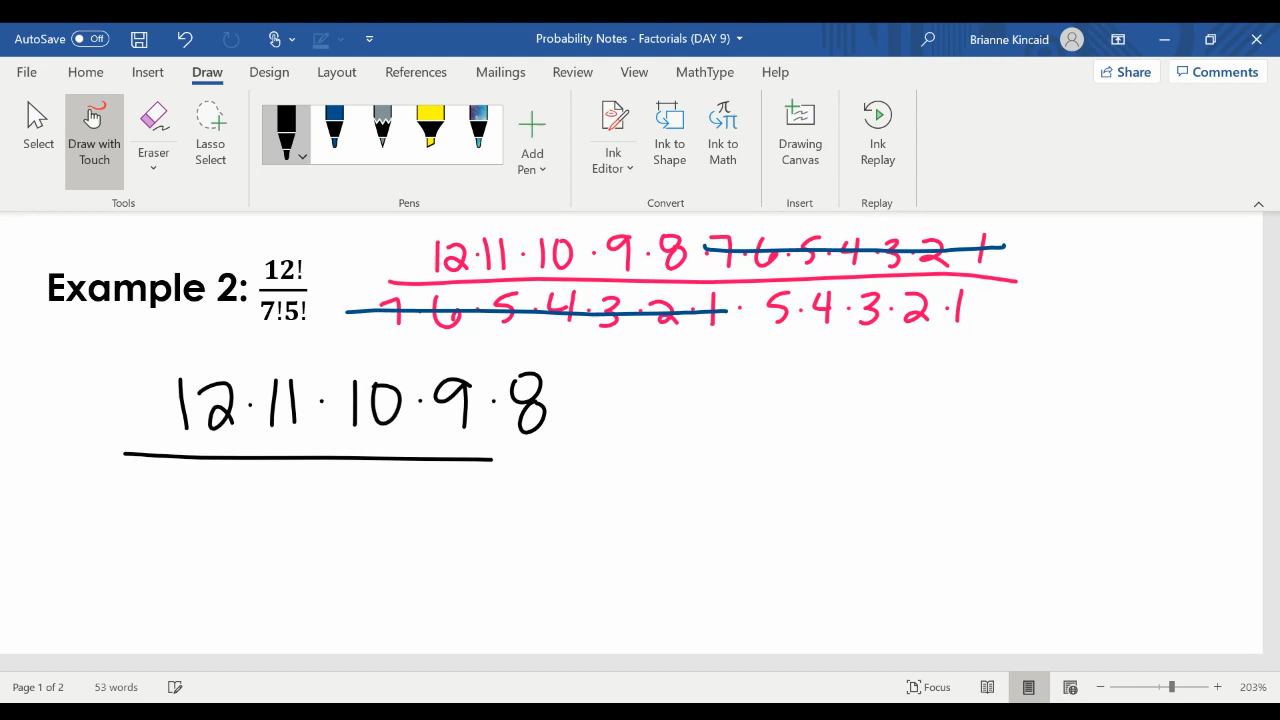 AutoSave Off Probability Notes - Factorials (DAY 9) Brianne Kincaid
File Home Insert Draw Design Layout References Mailings Review View MathType Help Share Comments
Select Draw with Touch Eraser Lasso Select Add Pen Ink Editor Ink to Shape Ink to Math Drawing Canvas Ink Replay
Tools Pens Convert Insert Replay
12·11·10·9·8·7·6·5·4·3·2·1
Example 2: 12!/7!5!
7·6·5·4·3·2·1·5·4·3·2·1
12·11·10·9·8
Page 1 of 2 53 words Focus 203%